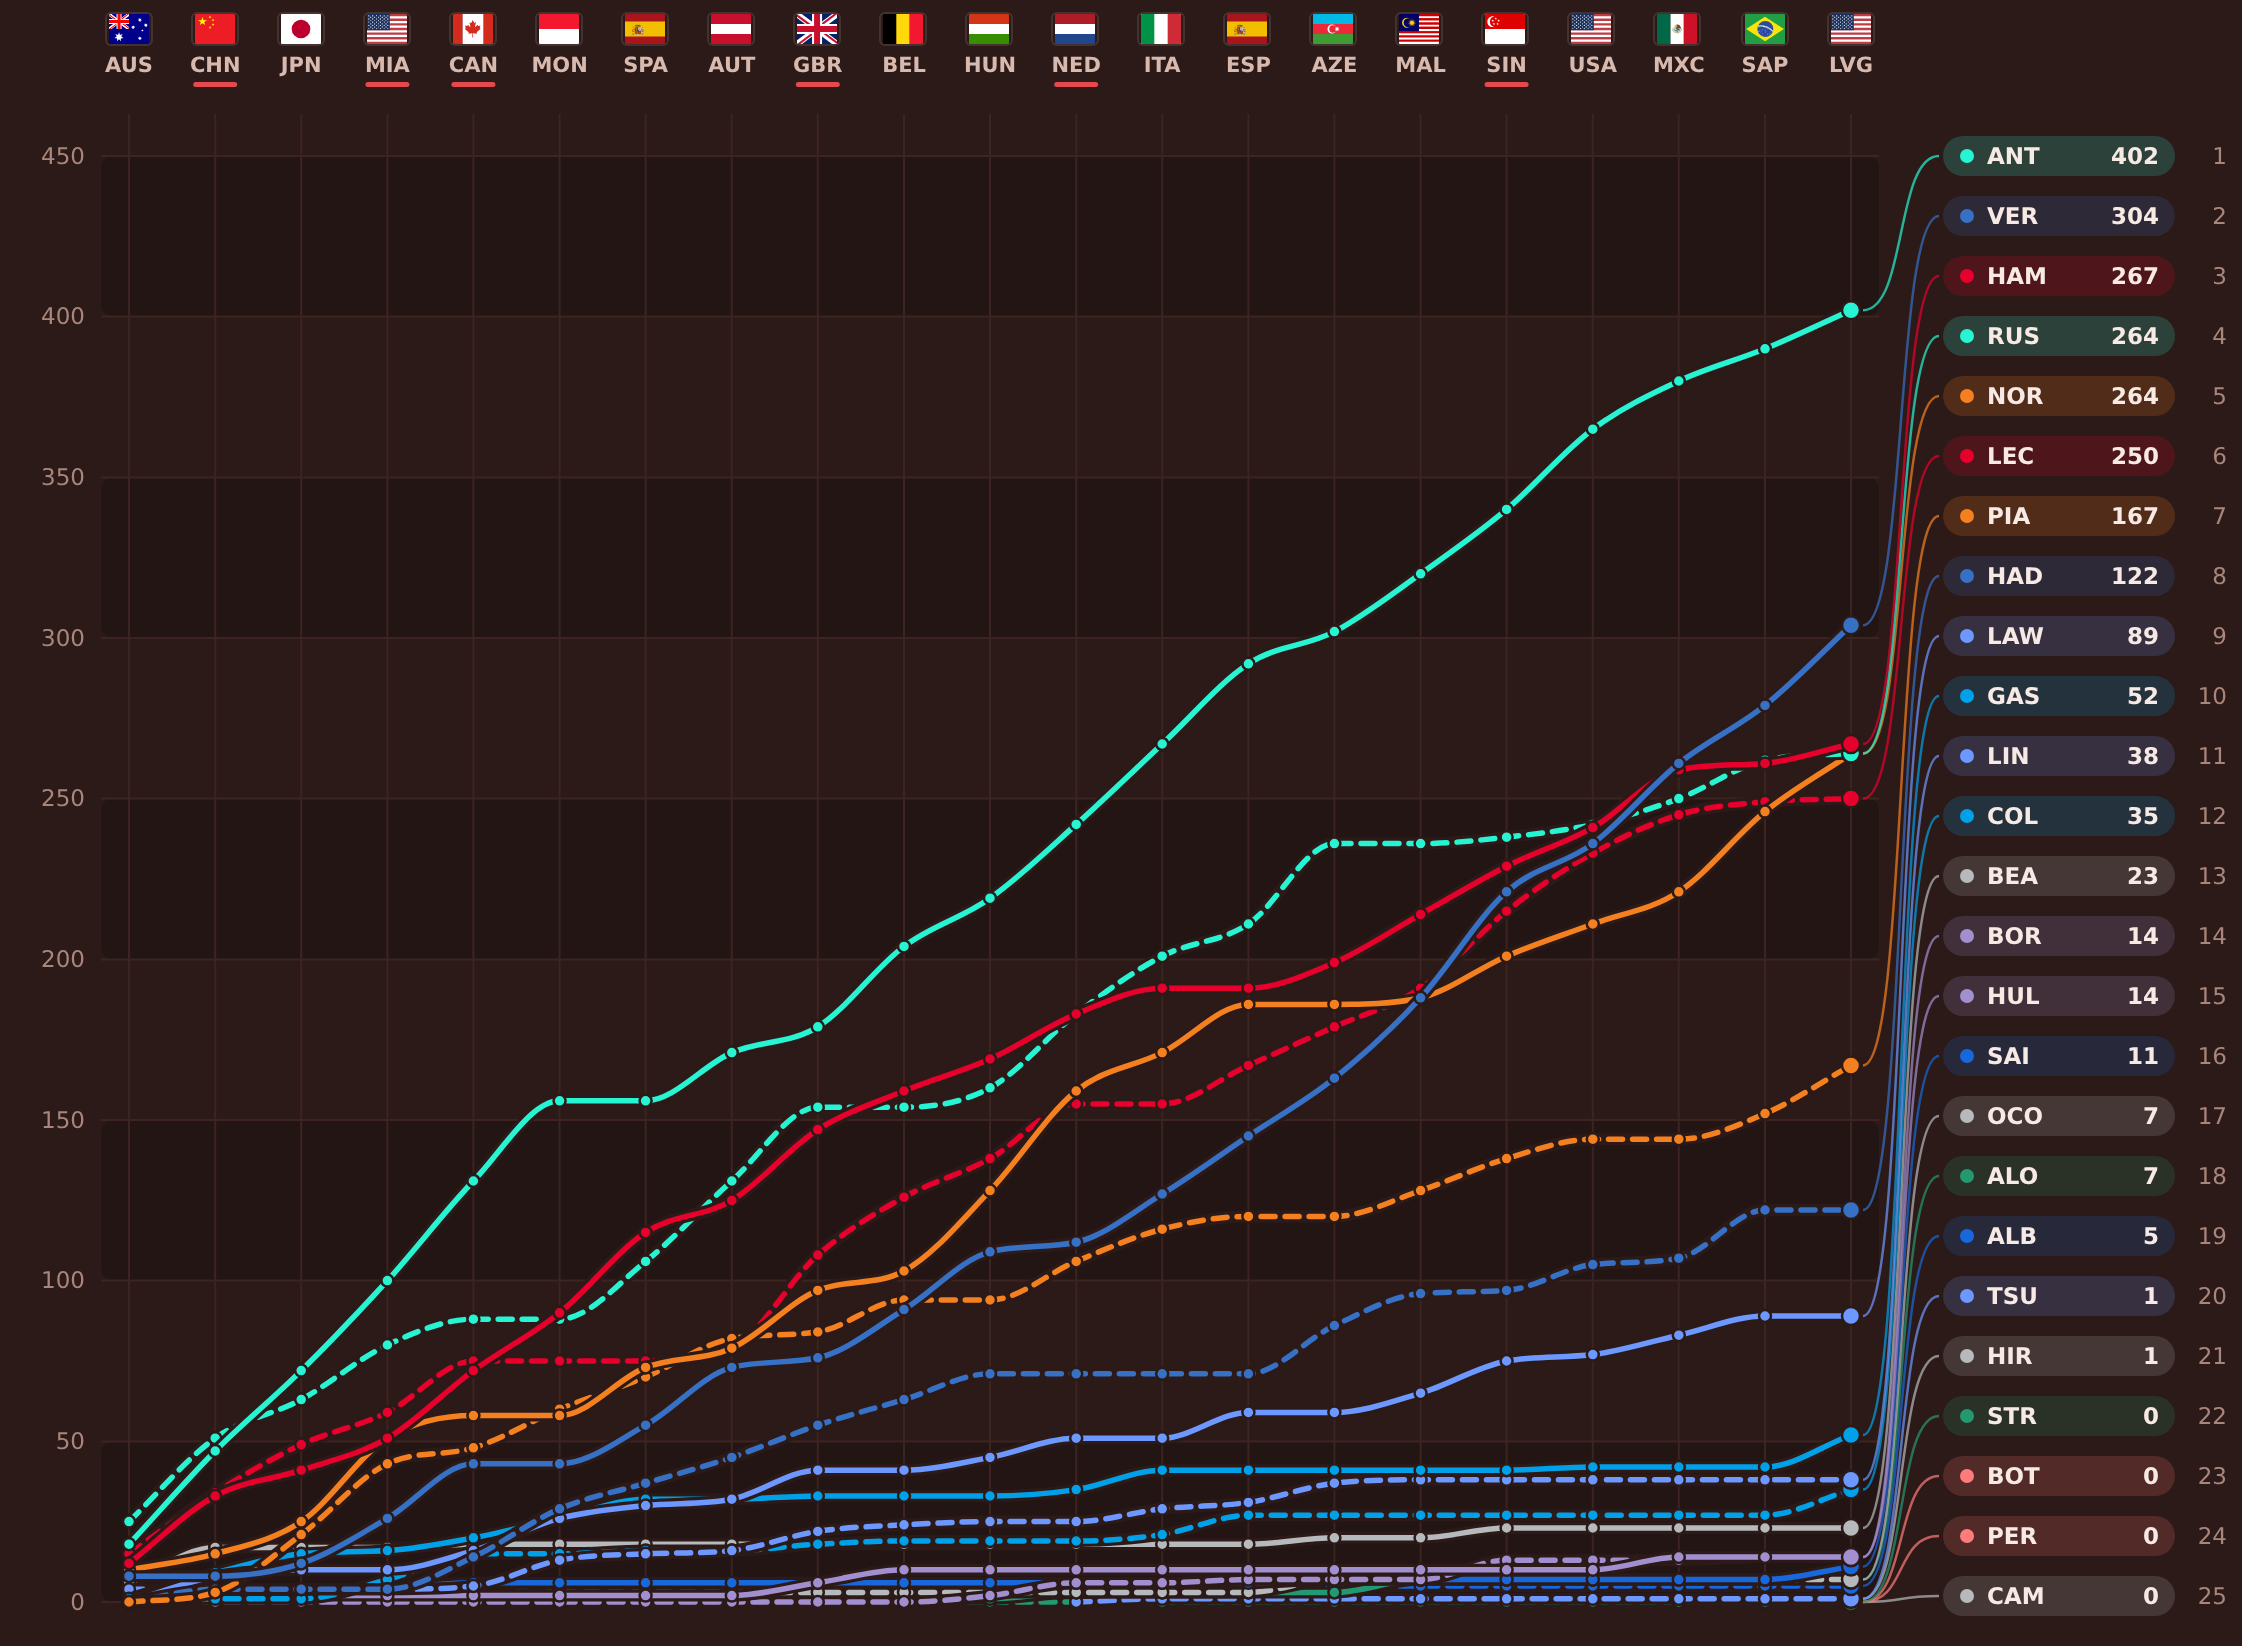 AUS CHN JPN MIA CAN MON SPA AUT GBR BEL HUN NED ITA ESP AZE MAL SIN USA MXC SAP LVG
450
400
350
300
250
200
150
100
50
0
ANT 402 1
VER 304 2
HAM 267 3
RUS 264 4
NOR 264 5
LEC 250 6
PIA 167 7
HAD 122 8
LAW 89 9
GAS 52 10
LIN 38 11
COL 35 12
BEA 23 13
BOR 14 14
HUL 14 15
SAI 11 16
OCO 7 17
ALO 7 18
ALB 5 19
TSU 1 20
HIR 1 21
STR 0 22
BOT 0 23
PER 0 24
CAM 0 25